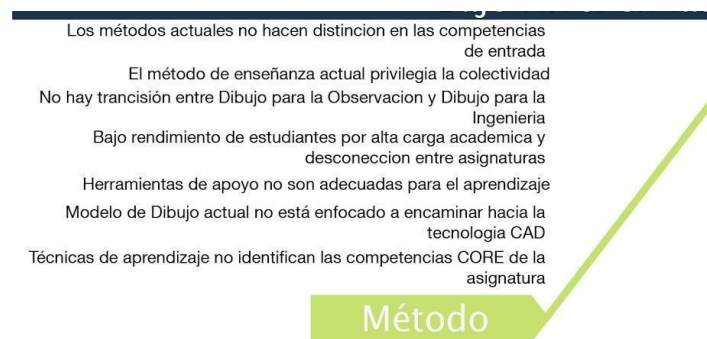 Los métodos actuales no hacen distincion en las competencias
de entrada
El método de enseñanza actual privilegia la colectividad
No hay trancisión entre Dibujo para la Observacion y Dibujo para la
Ingenieria
Bajo rendimiento de estudiantes por alta carga academica y
desconeccion entre asignaturas
Herramientas de apoyo no son adecuadas para el aprendizaje
Modelo de Dibujo actual no está enfocado a encaminar hacia la
tecnologia CAD
Técnicas de aprendizaje no identifican las competencias CORE de la
asignatura
Método